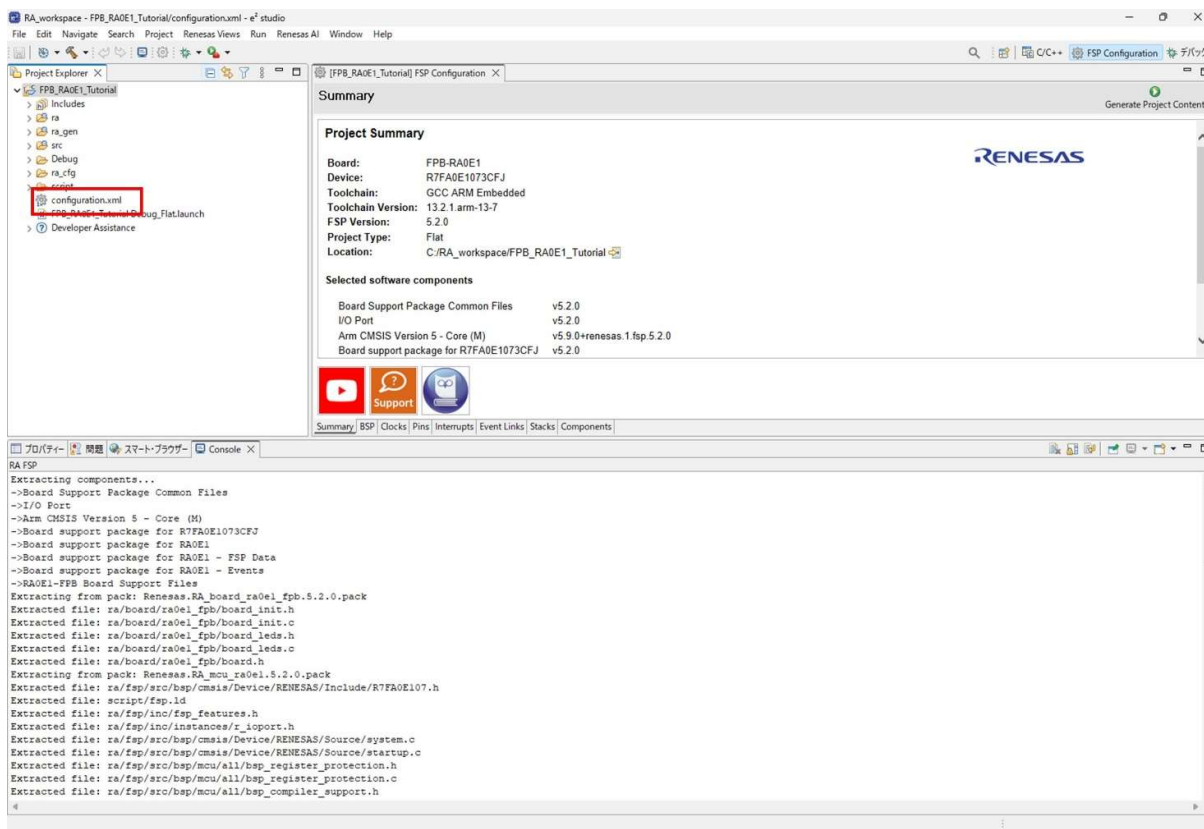 RA_workspace - FPB_RA0E1_Tutorial/configuration.xml - e² studio
File Edit Navigate Search Project Renesas Views Run Renesas AI Window Help
C/C++ FSP Configuration デバッグ
Project Explorer
FPB_RA0E1_Tutorial
Includes
ra
ra_gen
src
Debug
ra_cfg
script
configuration.xml
FPB_RA0E1_Tutorial Debug_Flat.launch
Developer Assistance
[FPB_RA0E1_Tutorial] FSP Configuration
Summary
Generate Project Content
Project Summary
RENESAS
Board: FPB-RA0E1
Device: R7FA0E1073CFJ
Toolchain: GCC ARM Embedded
Toolchain Version: 13.2.1.arm-13-7
FSP Version: 5.2.0
Project Type: Flat
Location: C:/RA_workspace/FPB_RA0E1_Tutorial
Selected software components
Board Support Package Common Files v5.2.0
I/O Port v5.2.0
Arm CMSIS Version 5 - Core (M) v5.9.0+renesas.1.fsp.5.2.0
Board support package for R7FA0E1073CFJ v5.2.0
Support
Summary BSP Clocks Pins Interrupts Event Links Stacks Components
プロパティー 問題 スマート・ブラウザー Console
RA FSP
Extracting components...
->Board Support Package Common Files
->I/O Port
->Arm CMSIS Version 5 - Core (M)
->Board support package for R7FA0E1073CFJ
->Board support package for RA0E1
->Board support package for RA0E1 - FSP Data
->Board support package for RA0E1 - Events
->RA0E1-FPB Board Support Files
Extracting from pack: Renesas.RA_board_ra0e1_fpb.5.2.0.pack
Extracted file: ra/board/ra0e1_fpb/board_init.h
Extracted file: ra/board/ra0e1_fpb/board_init.c
Extracted file: ra/board/ra0e1_fpb/board_leds.h
Extracted file: ra/board/ra0e1_fpb/board_leds.c
Extracted file: ra/board/ra0e1_fpb/board.h
Extracting from pack: Renesas.RA_mcu_ra0e1.5.2.0.pack
Extracted file: ra/fsp/src/bsp/cmsis/Device/RENESAS/Include/R7FA0E107.h
Extracted file: script/fsp.ld
Extracted file: ra/fsp/inc/fsp_features.h
Extracted file: ra/fsp/inc/instances/r_ioport.h
Extracted file: ra/fsp/src/bsp/cmsis/Device/RENESAS/Source/system.c
Extracted file: ra/fsp/src/bsp/cmsis/Device/RENESAS/Source/startup.c
Extracted file: ra/fsp/src/bsp/mcu/all/bsp_register_protection.h
Extracted file: ra/fsp/src/bsp/mcu/all/bsp_register_protection.c
Extracted file: ra/fsp/src/bsp/mcu/all/bsp_compiler_support.h